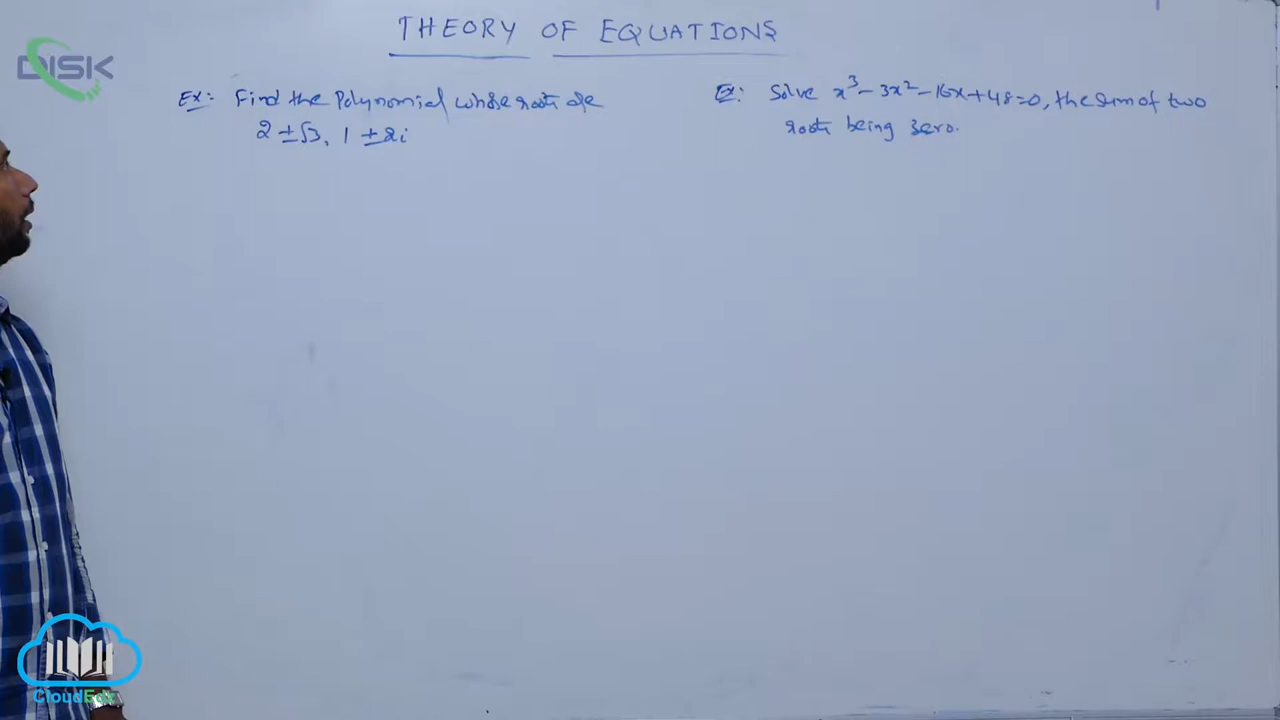 THEORY OF EQUATIONS
DISK
Ex: Find the Polynomial whose roots are
2 ± √3, 1 ± 2i
Ex: Solve x³ - 3x² - 16x + 48 = 0, the sum of two
roots being zero.
CloudEdz